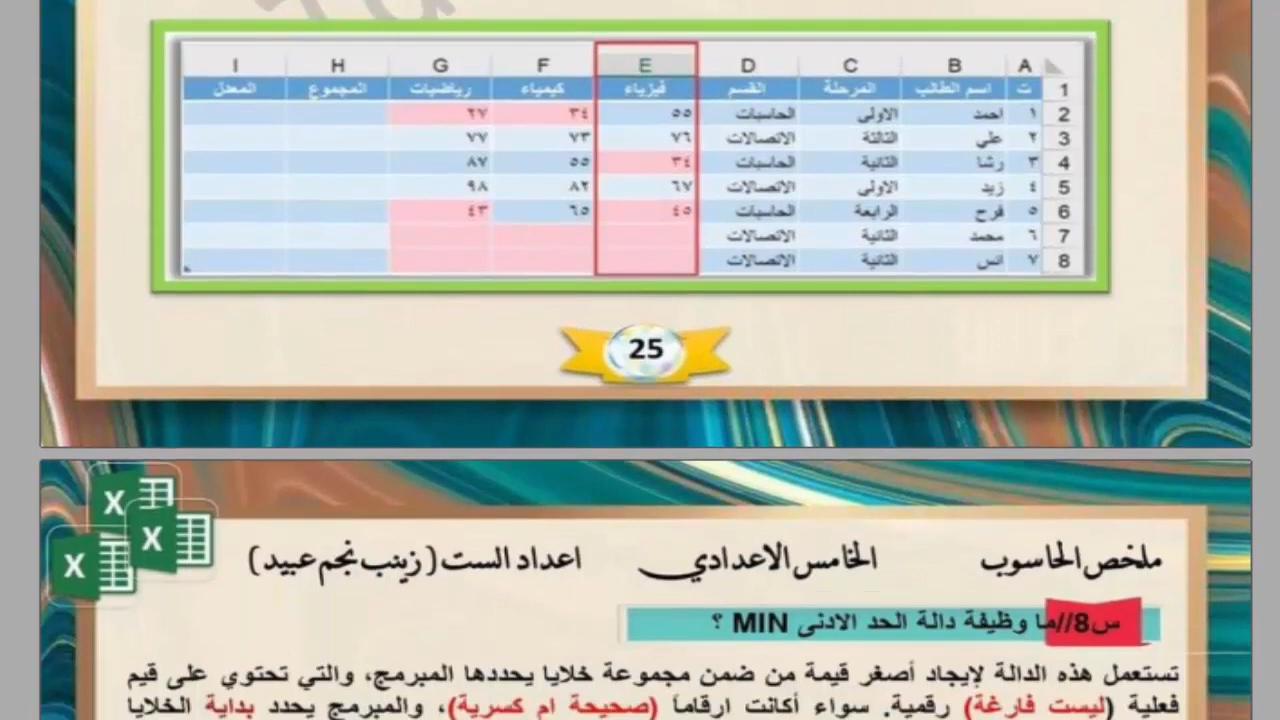 A B C D E F G H I
1 ت اسم الطالب المرحلة القسم فيزياء كيمياء رياضيات المجموع المعدل
2 ١ احمد الاولى الحاسبات ٥٥ ٣٤ ٢٧
3 ٢ علي الثالثة الاتصالات ٧٦ ٧٣ ٧٧
4 ٣ رشا الثانية الحاسبات ٣٤ ٥٥ ٨٧
5 ٤ زيد الاولى الاتصالات ٦٧ ٨٢ ٩٨
6 ٥ فرح الرابعة الحاسبات ٤٥ ٦٥ ٤٣
7 ٦ محمد الثانية الاتصالات
8 ٧ انس الثانية الاتصالات
25
X X X
ملخص الحاسوب الخامس الاعدادي اعداد الست (زينب نجم عبيد)
س8//ما وظيفة دالة الحد الادنى MIN ؟
تستعمل هذه الدالة لإيجاد أصغر قيمة من ضمن مجموعة خلايا يحددها المبرمج، والتي تحتوي على قيم
فعلية (ليست فارغة) رقمية. سواء أكانت ارقاماً (صحيحة ام كسرية)، والمبرمج يحدد بداية الخلايا